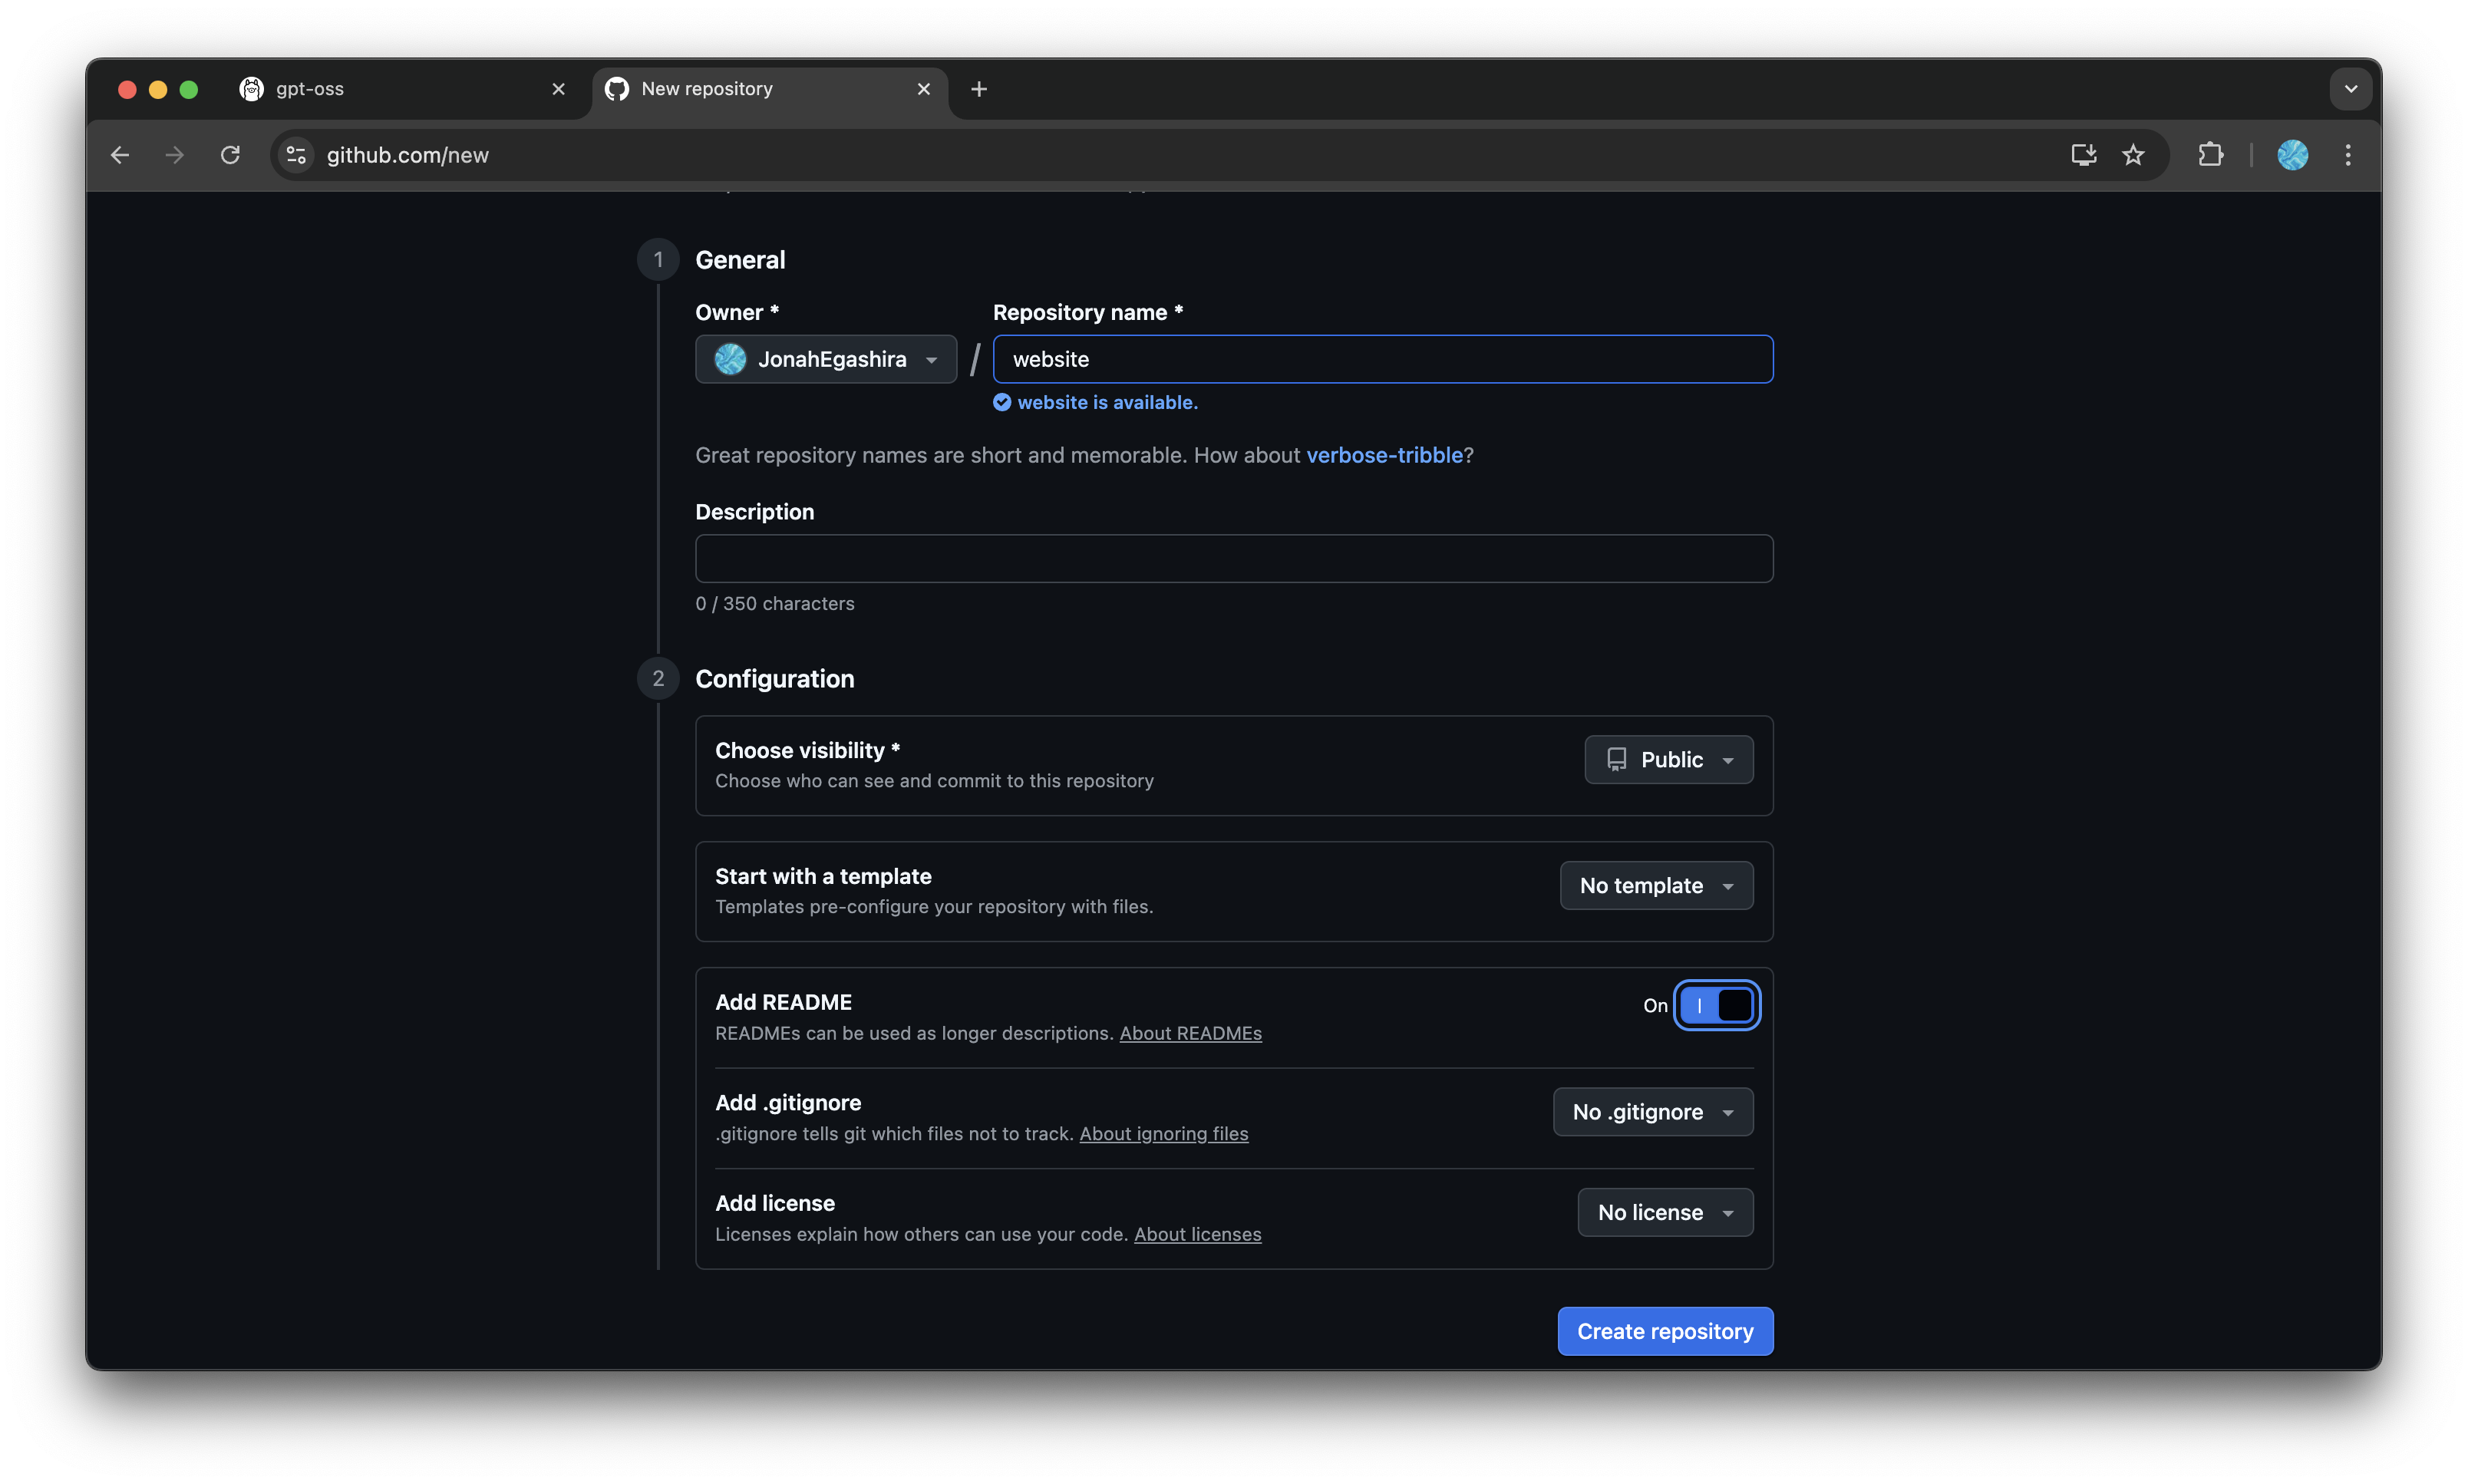 gpt-oss
New repository
github.com/new
1 General
Owner * Repository name *
JonahEgashira / website
website is available.
Great repository names are short and memorable. How about verbose-tribble?
Description
0 / 350 characters
2 Configuration
Choose visibility *
Choose who can see and commit to this repository
Public
Start with a template
Templates pre-configure your repository with files.
No template
Add README
READMEs can be used as longer descriptions. About READMEs
On
Add .gitignore
.gitignore tells git which files not to track. About ignoring files
No .gitignore
Add license
Licenses explain how others can use your code. About licenses
No license
Create repository